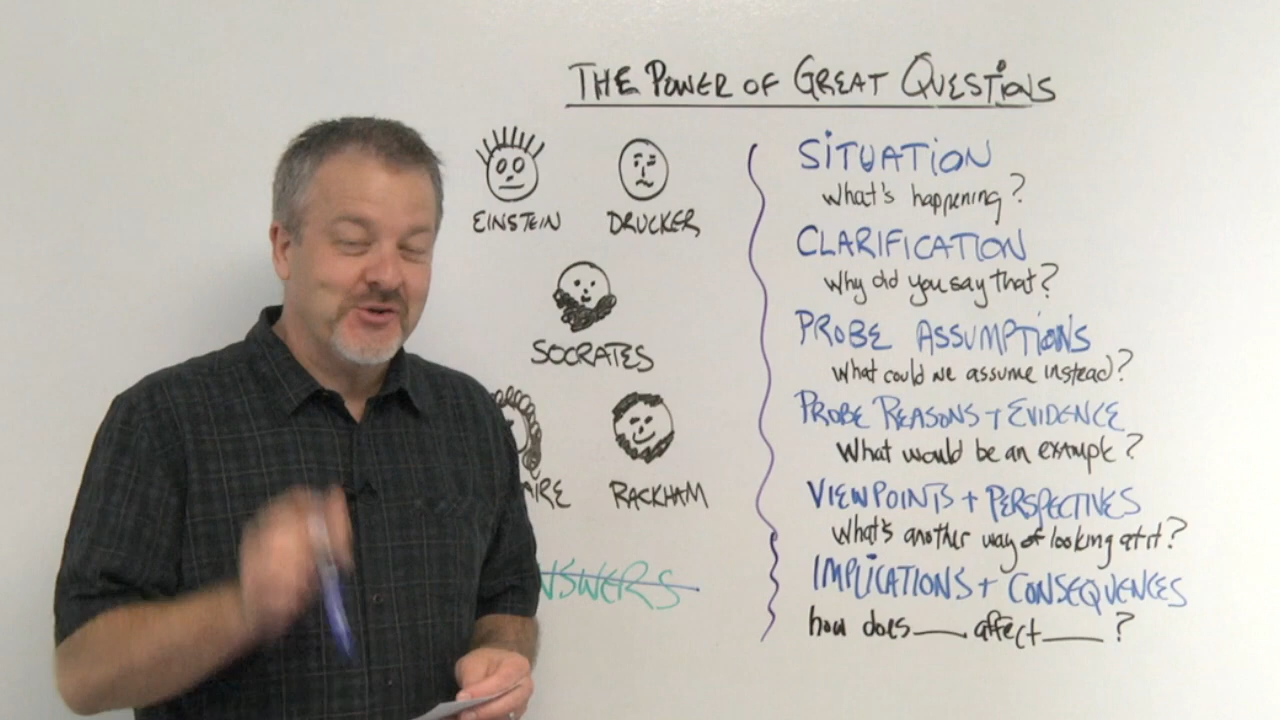 THE POWER OF GREAT QUESTIONS
EINSTEIN
DRUCKER
SOCRATES
AIRE
RACKHAM
NSWERS
SITUATION
What's happening?
CLARIFICATION
Why did you say that?
PROBE ASSUMPTIONS
What could we assume instead?
PROBE REASONS + EVIDENCE
What would be an example?
VIEWPOINTS + PERSPECTIVES
What's another way of looking at it?
IMPLICATIONS + CONSEQUENCES
how does ___ affect ___ ?